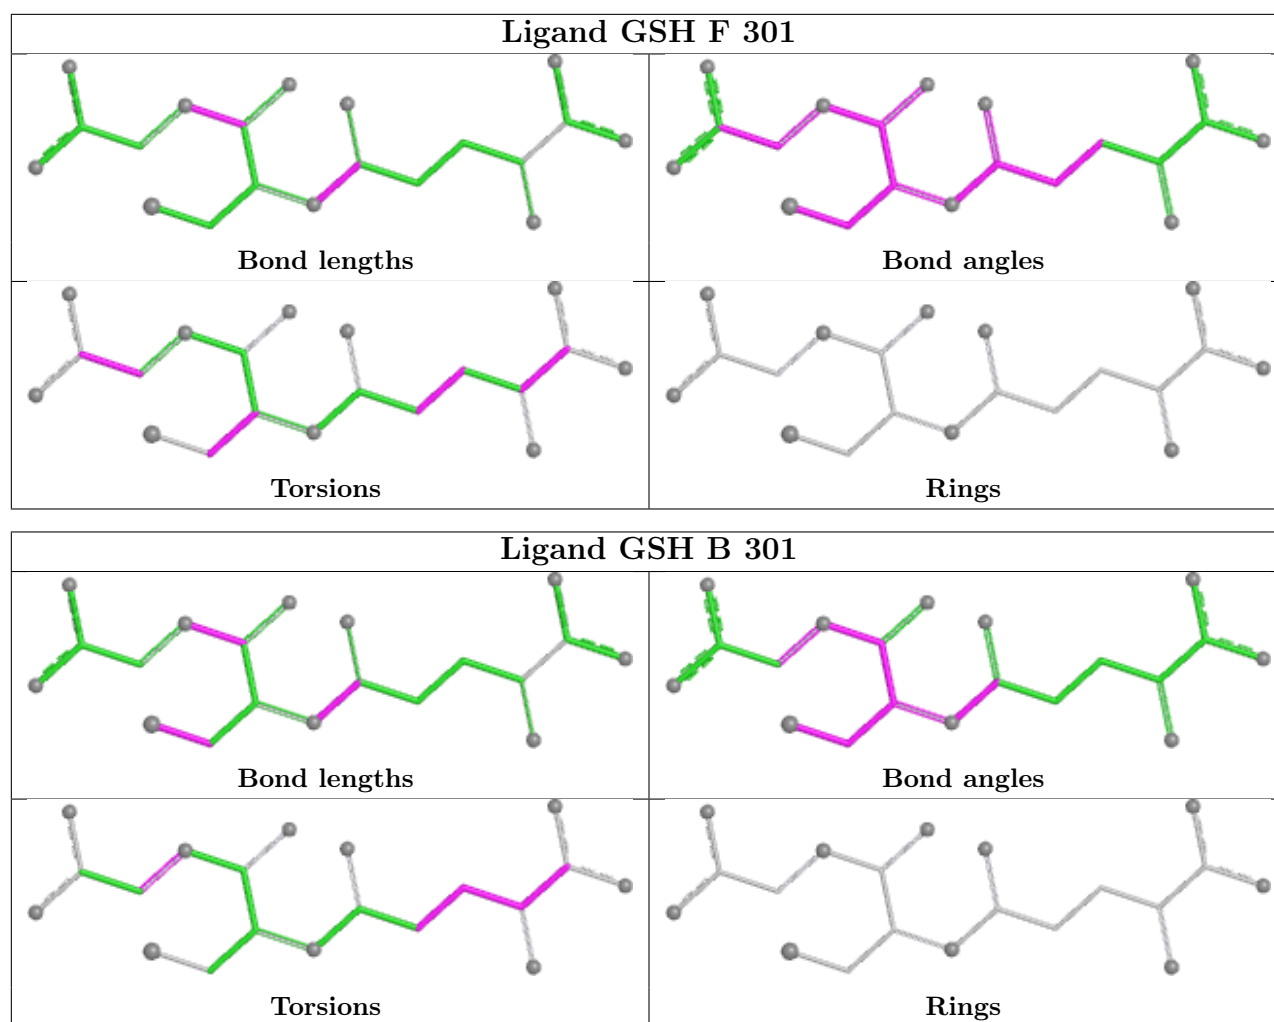 Ligand GSH F 301
Bond lengths
Bond angles
Torsions
Rings
Ligand GSH B 301
Bond lengths
Bond angles
Torsions
Rings